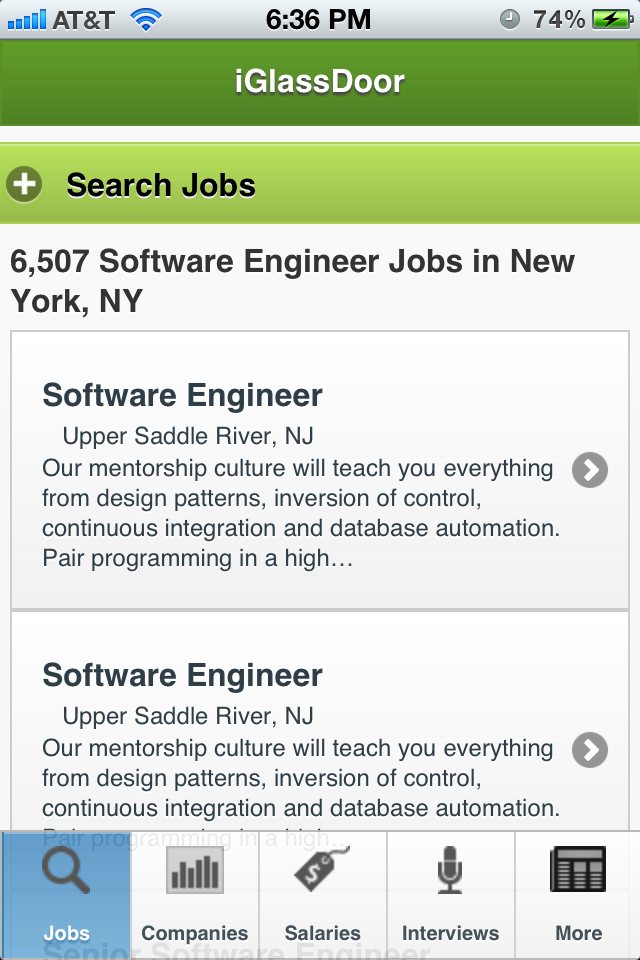 AT&T 6:36 PM 74%
iGlassDoor
Search Jobs
6,507 Software Engineer Jobs in New
York, NY
Software Engineer
Upper Saddle River, NJ
Our mentorship culture will teach you everything
from design patterns, inversion of control,
continuous integration and database automation.
Pair programming in a high…
Software Engineer
Upper Saddle River, NJ
Our mentorship culture will teach you everything
from design patterns, inversion of control,
continuous integration and database automation.
Pair programming in a high…
Jobs Companies Salaries Interviews More
Senior Software Engineer